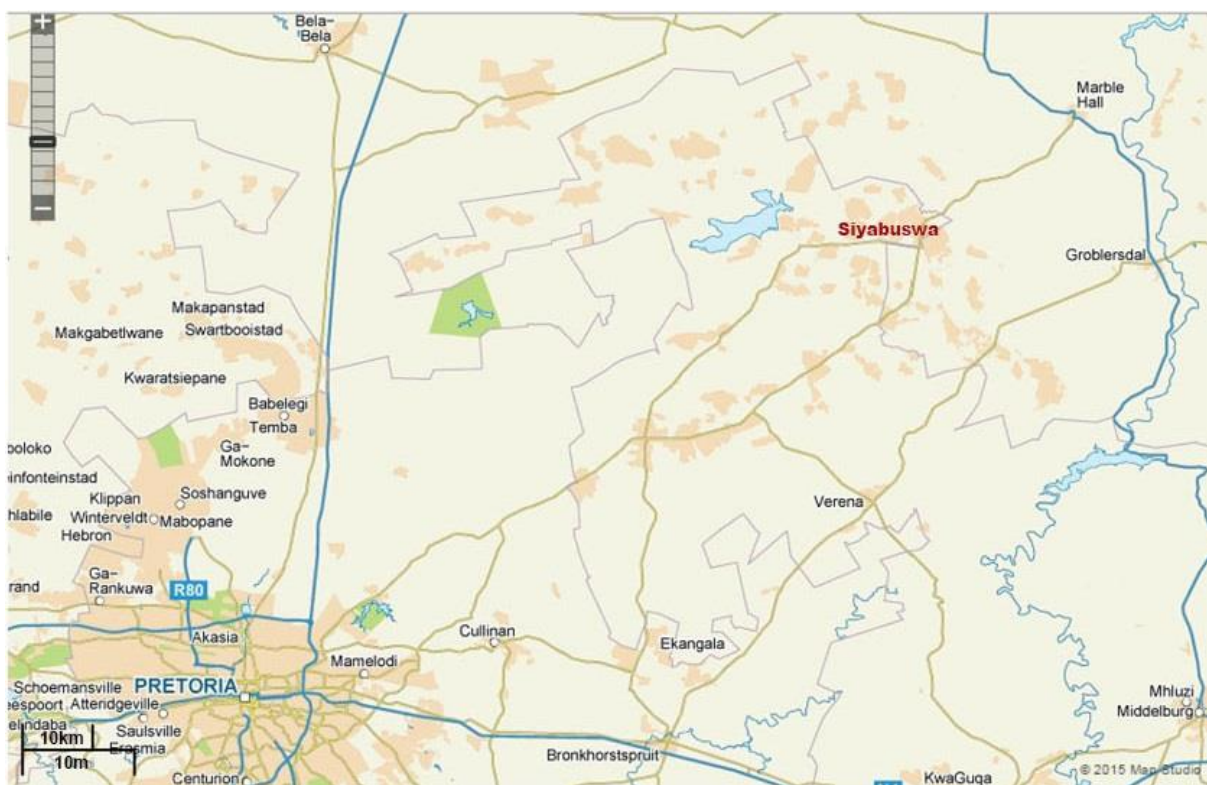 +
Bela-
Bela
Marble
Hall
Siyabuswa
Groblersdal
Makapanstad
Makgabetlwane
Swartbooistad
Kwaratsiepane
Babelegi
Temba
Ga-
Mokone
Soshanguve
Klippan
Winterveldt
Mabopane
Hebron
Verena
Ga-
Rankuwa
R80
Akasia
Cullinan
Ekangala
Mamelodi
PRETORIA
Schoemansville
Atteridgeville
Saulsville
Erasmia
Mhluzi
Middelburg
10km
10m
Bronkhorstspruit
Centurion
KwaGuqa
© 2015 Map Studio